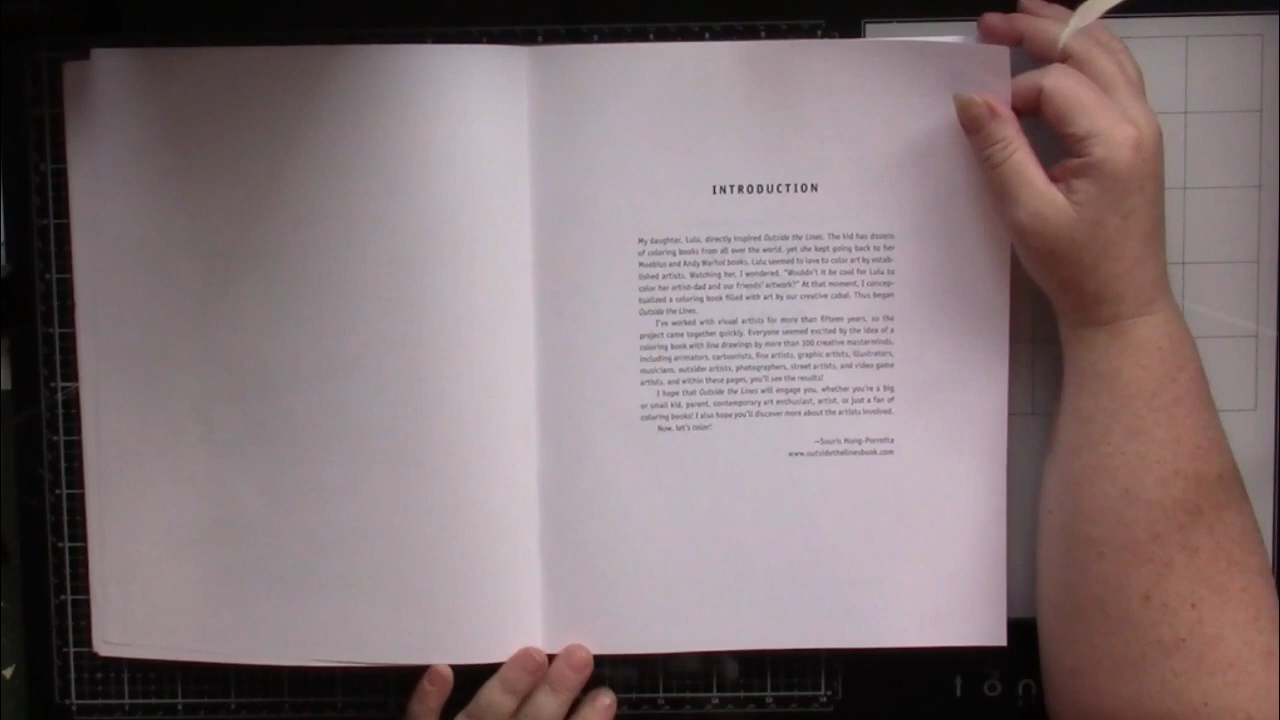 INTRODUCTION
My daughter, Lulu, directly inspired Outside the Lines. The kid has dozens
of coloring books from all over the world, yet she kept going back to her
Moebius and Andy Warhol books. Lulu seemed to love to color art by estab-
lished artists. Watching her, I wondered, "Wouldn't it be cool for Lulu to
color her artist-dad and our friends' artwork?" At that moment, I concep-
tualized a coloring book filled with art by our creative cabal. Thus began
Outside the Lines.
I've worked with visual artists for more than fifteen years, so the
project came together quickly. Everyone seemed excited by the idea of a
coloring book with line drawings by more than 100 creative masterminds,
including animators, cartoonists, fine artists, graphic artists, illustrators,
musicians, outsider artists, photographers, street artists, and video game
artists, and within these pages, you'll see the results!
I hope that Outside the Lines will engage you, whether you're a big
or small kid, parent, contemporary art enthusiast, artist, or just a fan of
coloring books! I also hope you'll discover more about the artists involved.
Now, let's color!
—Souris Hong-Porretta
www.outsidethelinesbook.com